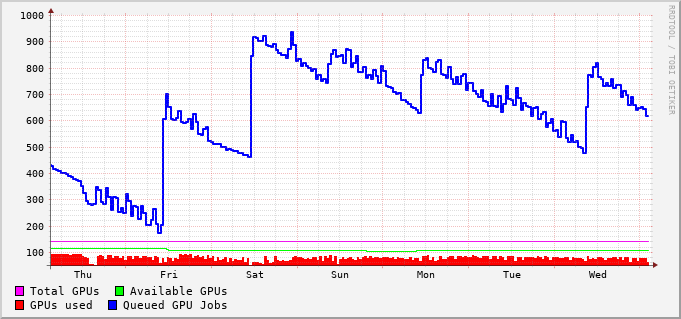 1000
900
800
700
600
500
400
300
200
100
Thu Fri Sat Sun Mon Tue Wed
Total GPUs Available GPUs
GPUs used Queued GPU Jobs
RRDTOOL / TOBI OETIKER